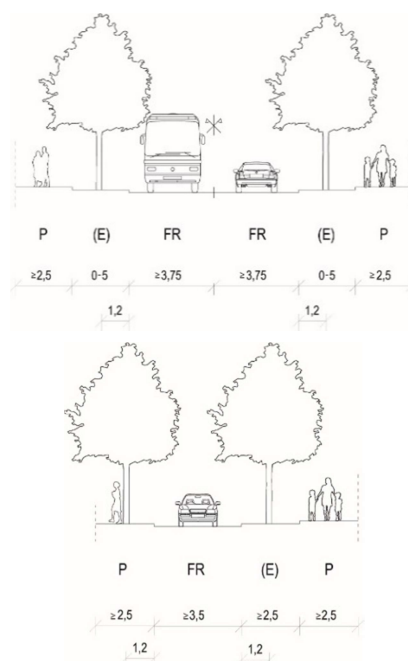 P (E) FR FR (E) P
≥2,5 0-5 ≥3,75 ≥3,75 0-5 ≥2,5
1,2 1,2
P FR (E) P
≥2,5 ≥3,5 ≥2,5 ≥2,5
1,2 1,2